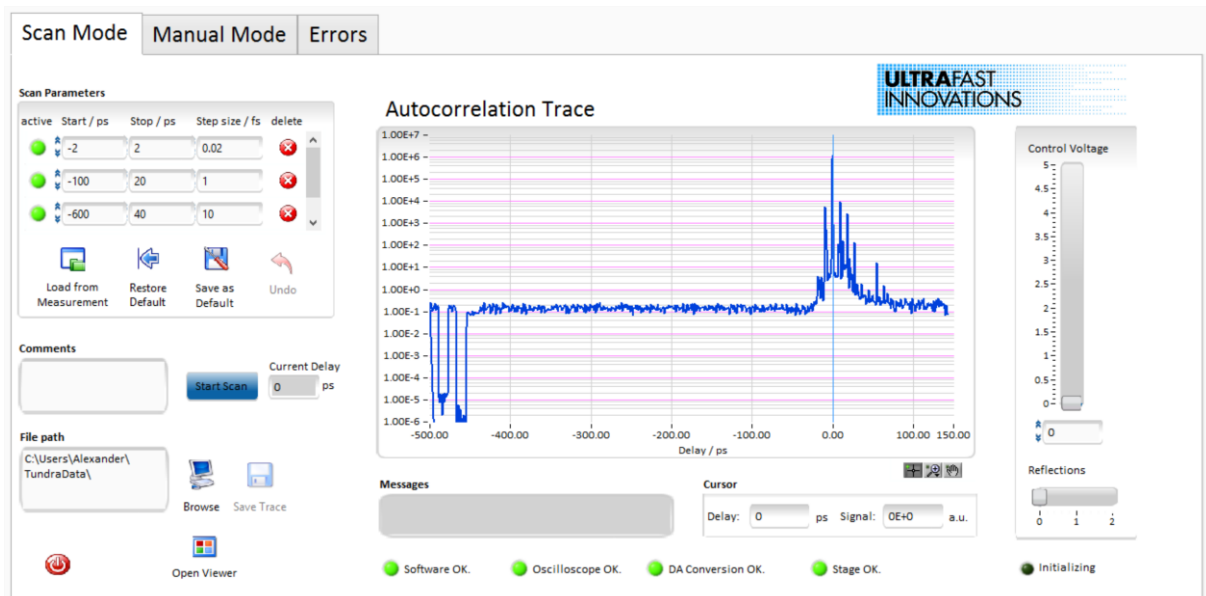 Scan Mode Manual Mode Errors
ULTRAFAST
INNOVATIONS
Scan Parameters
active Start / ps Stop / ps Step size / fs delete
-2 2 0.02
-100 20 1
-600 40 10
Load from
Measurement
Restore
Default
Save as
Default
Undo
Comments
Start Scan
Current Delay
0 ps
File path
C:\Users\Alexander\
TundraData\
Browse Save Trace
Open Viewer
Autocorrelation Trace
1.00E+7
1.00E+6
1.00E+5
1.00E+4
1.00E+3
1.00E+2
1.00E+1
1.00E+0
1.00E-1
1.00E-2
1.00E-3
1.00E-4
1.00E-5
1.00E-6
-500.00 -400.00 -300.00 -200.00 -100.00 0.00 100.00 150.00
Delay / ps
Messages
Cursor
Delay: 0 ps Signal: 0E+0 a.u.
Software OK. Oscilloscope OK. DA Conversion OK. Stage OK.
Control Voltage
5
4.5
4
3.5
3
2.5
2
1.5
1
0.5
0
0
Reflections
0 1 2
Initializing